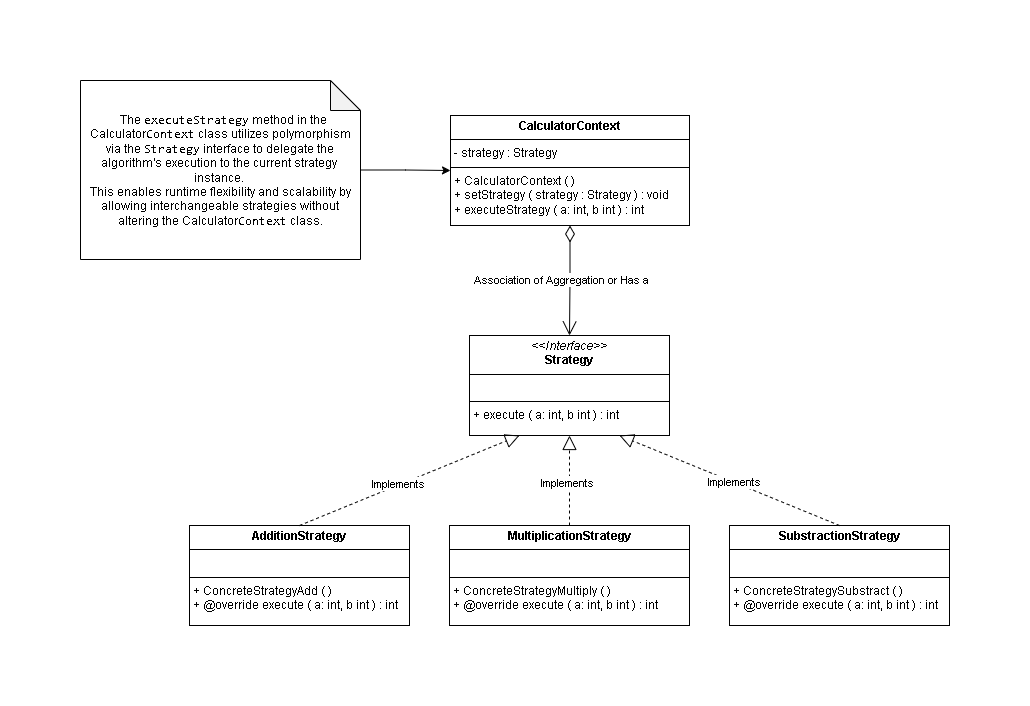 The executeStrategy method in the
CalculatorContext class utilizes polymorphism
via the Strategy interface to delegate the
algorithm's execution to the current strategy
instance.
This enables runtime flexibility and scalability by
allowing interchangeable strategies without
altering the CalculatorContext class.
CalculatorContext
- strategy : Strategy
+ CalculatorContext ( )
+ setStrategy ( strategy : Strategy ) : void
+ executeStrategy ( a: int, b int ) : int
Association of Aggregation or Has a
<<Interface>>
Strategy
+ execute ( a: int, b int ) : int
Implements
Implements
Implements
AdditionStrategy
+ ConcreteStrategyAdd ( )
+ @override execute ( a: int, b int ) : int
MultiplicationStrategy
+ ConcreteStrategyMultiply ( )
+ @override execute ( a: int, b int ) : int
SubstractionStrategy
+ ConcreteStrategySubstract ( )
+ @override execute ( a: int, b int ) : int